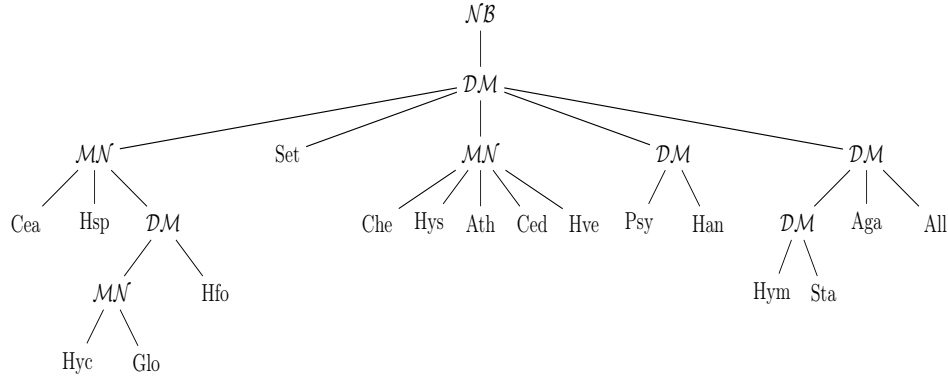 𝒩ℬ
𝒟ℳ
ℳ𝒩 Set ℳ𝒩 𝒟ℳ 𝒟ℳ
Cea Hsp 𝒟ℳ Che Hys Ath Ced Hve Psy Han 𝒟ℳ Aga All
ℳ𝒩 Hfo Hym Sta
Hyc Glo